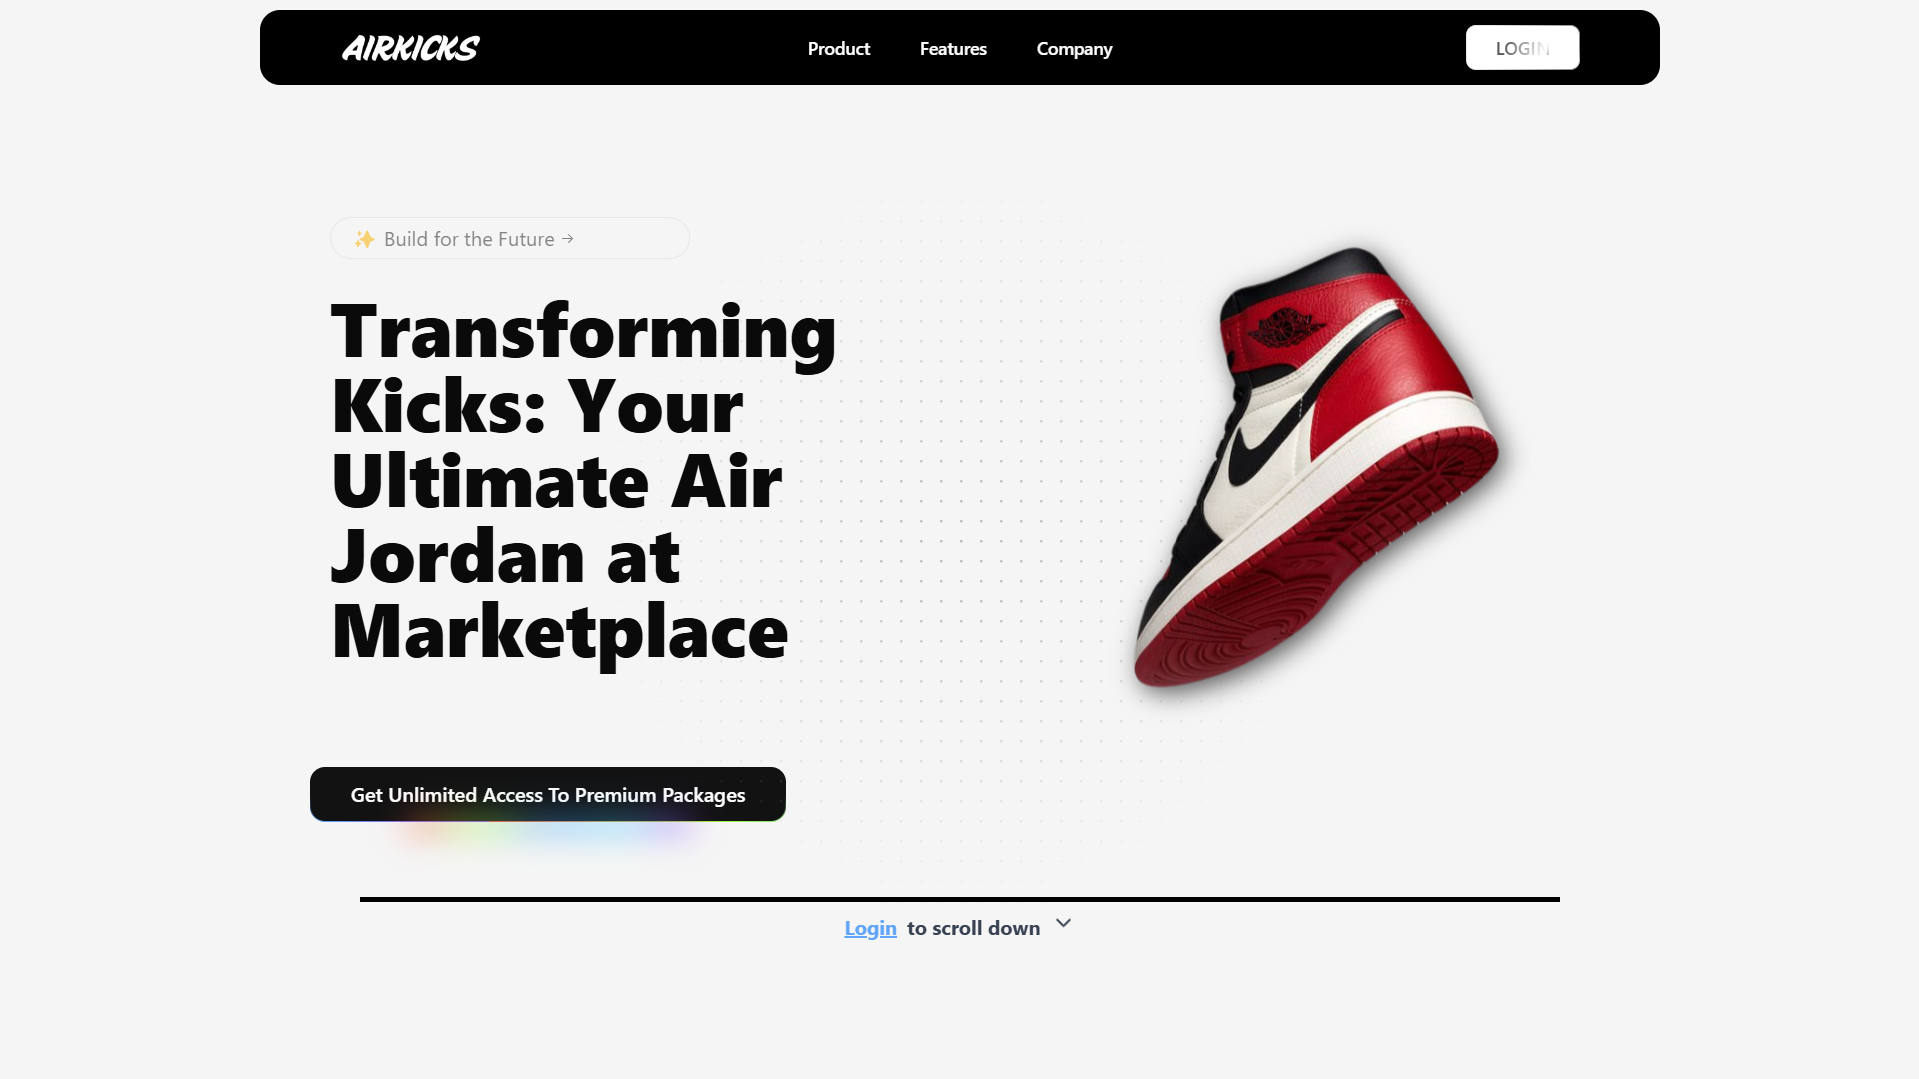 AIRKICKS
Product
Features
Company
LOGIN
✨ Build for the Future →
Transforming
Kicks: Your
Ultimate Air
Jordan at
Marketplace
Get Unlimited Access To Premium Packages
Login to scroll down